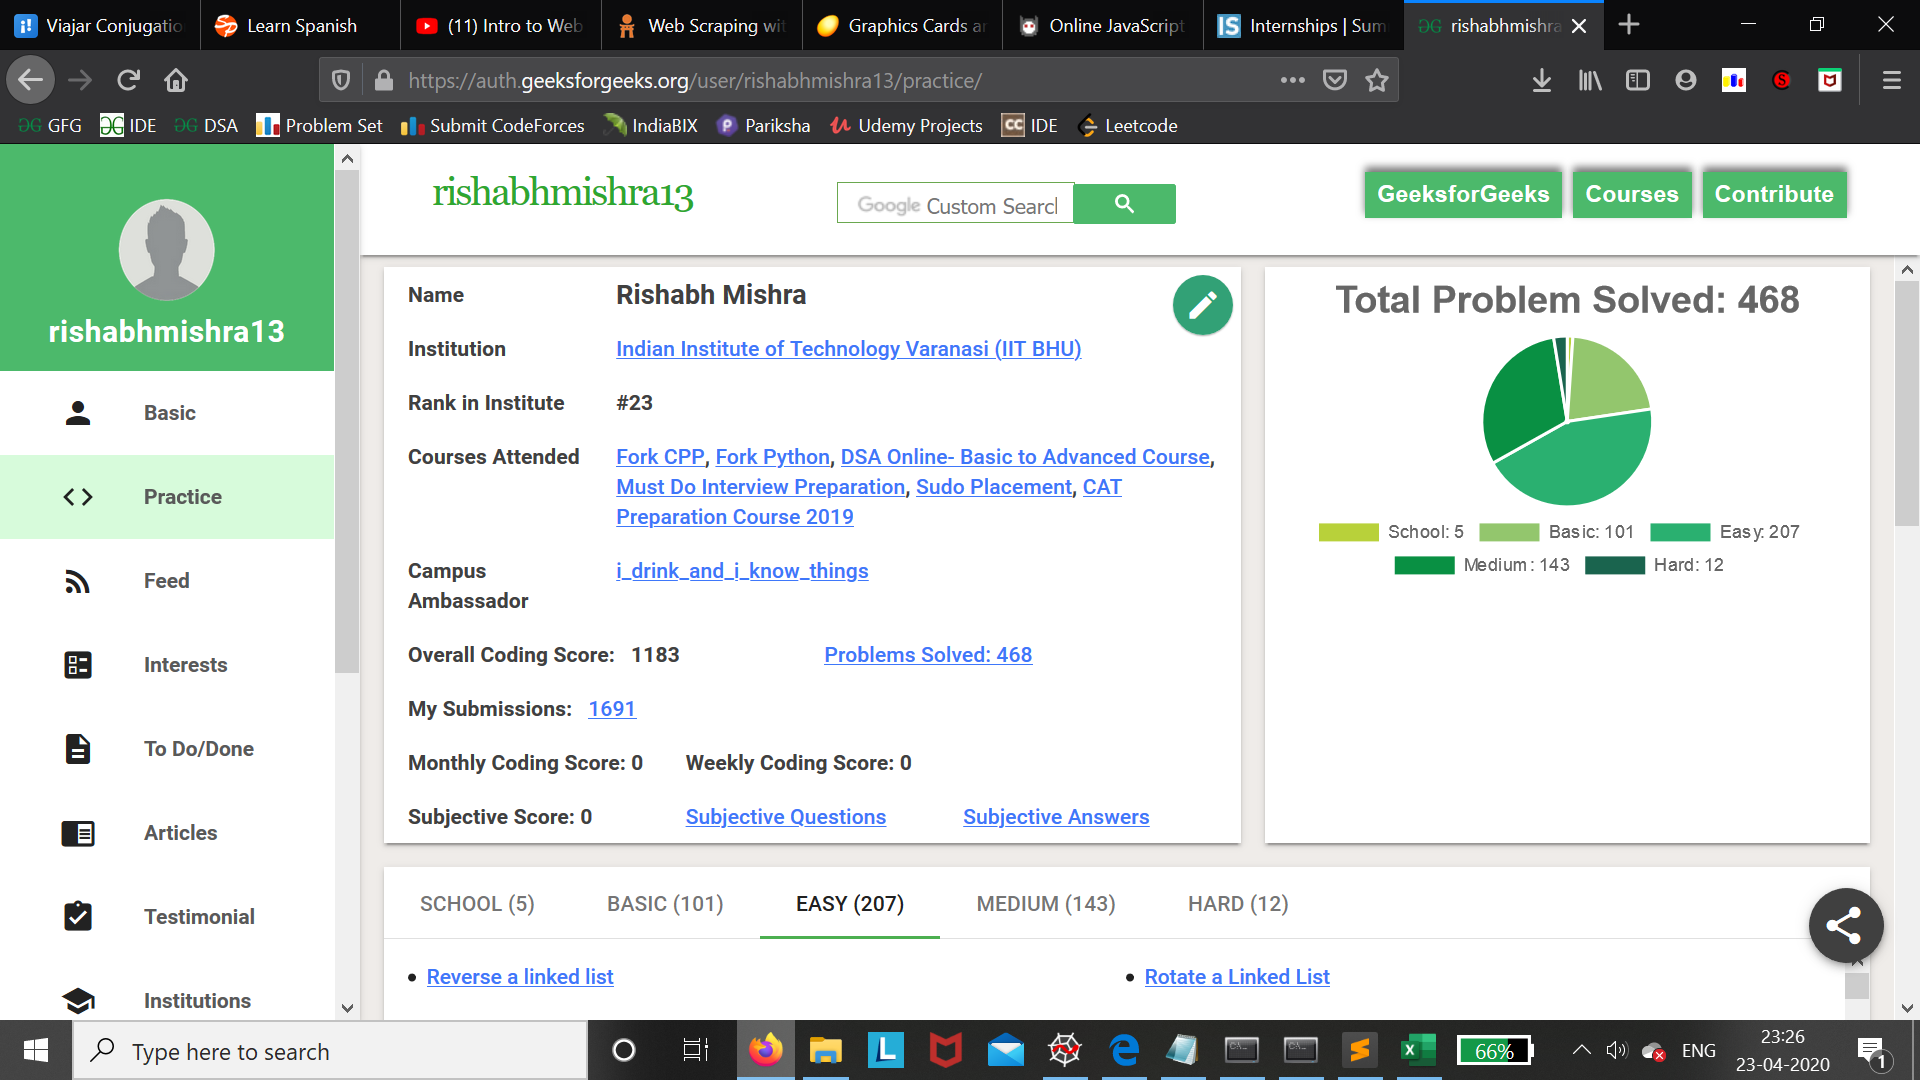 Viajar Conjugatio
Learn Spanish
(11) Intro to Web
Web Scraping wit
Graphics Cards ar
Online JavaScript
Internships | Sum
rishabhmishra
https://auth.geeksforgeeks.org/user/rishabhmishra13/practice/
GFG IDE DSA Problem Set Submit CodeForces IndiaBIX Pariksha Udemy Projects CC IDE Leetcode
rishabhmishra13
Basic
Practice
Feed
Interests
To Do/Done
Articles
Testimonial
Institutions
rishabhmishra13
Google Custom Search
GeeksforGeeks Courses Contribute
Name Rishabh Mishra
Institution Indian Institute of Technology Varanasi (IIT BHU)
Rank in Institute #23
Courses Attended Fork CPP, Fork Python, DSA Online- Basic to Advanced Course,
Must Do Interview Preparation, Sudo Placement, CAT
Preparation Course 2019
Campus i_drink_and_i_know_things
Ambassador
Overall Coding Score: 1183 Problems Solved: 468
My Submissions: 1691
Monthly Coding Score: 0 Weekly Coding Score: 0
Subjective Score: 0 Subjective Questions Subjective Answers
Total Problem Solved: 468
School: 5 Basic: 101 Easy: 207
Medium: 143 Hard: 12
SCHOOL (5) BASIC (101) EASY (207) MEDIUM (143) HARD (12)
Reverse a linked list Rotate a Linked List
Type here to search
66%
ENG
23:26
23-04-2020
1